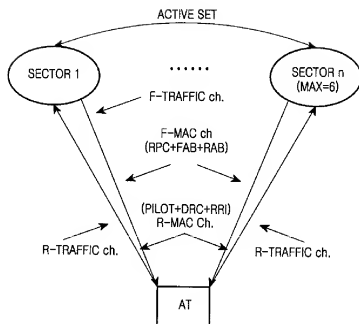 ACTIVE SET
SECTOR 1
......
SECTOR n
(MAX=6)
F-TRAFFIC ch.
F-MAC ch
(RPC+FAB+RAB)
(PILOT+DRC+RRI)
R-MAC Ch.
R-TRAFFIC ch.
R-TRAFFIC ch.
AT